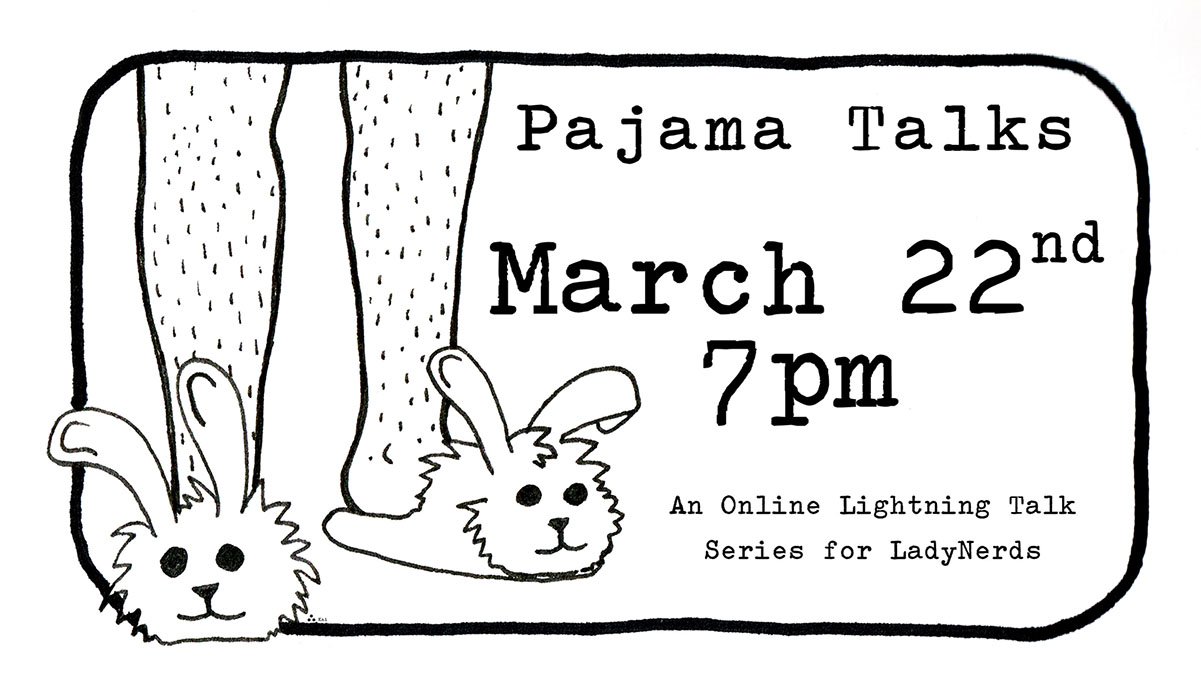 Pajama Talks
March 22nd
7pm
An Online Lightning Talk
Series for LadyNerds